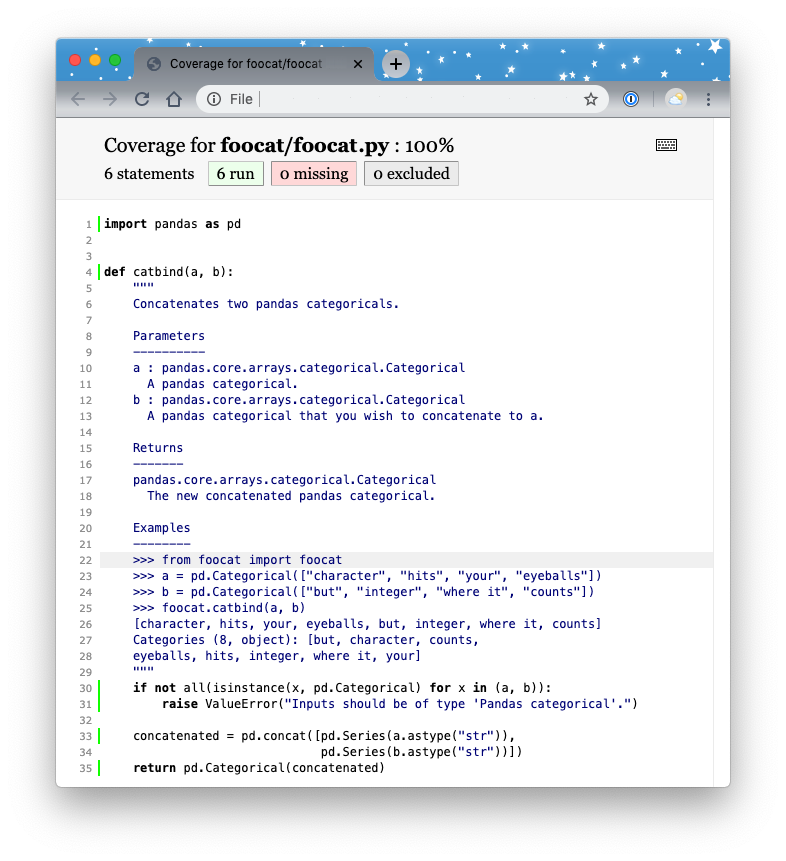 Coverage for foocat/foocat
File
Coverage for foocat/foocat.py : 100%
6 statements 6 run 0 missing 0 excluded
1 import pandas as pd
2
3
4 def catbind(a, b):
5     """
6     Concatenates two pandas categoricals.
7
8     Parameters
9     ----------
10     a : pandas.core.arrays.categorical.Categorical
11       A pandas categorical.
12     b : pandas.core.arrays.categorical.Categorical
13       A pandas categorical that you wish to concatenate to a.
14
15     Returns
16     -------
17     pandas.core.arrays.categorical.Categorical
18       The new concatenated pandas categorical.
19
20     Examples
21     --------
22     >>> from foocat import foocat
23     >>> a = pd.Categorical(["character", "hits", "your", "eyeballs"])
24     >>> b = pd.Categorical(["but", "integer", "where it", "counts"])
25     >>> foocat.catbind(a, b)
26     [character, hits, your, eyeballs, but, integer, where it, counts]
27     Categories (8, object): [but, character, counts,
28     eyeballs, hits, integer, where it, your]
29     """
30     if not all(isinstance(x, pd.Categorical) for x in (a, b)):
31         raise ValueError("Inputs should be of type 'Pandas categorical'.")
32
33     concatenated = pd.concat([pd.Series(a.astype("str")),
34                               pd.Series(b.astype("str"))])
35     return pd.Categorical(concatenated)